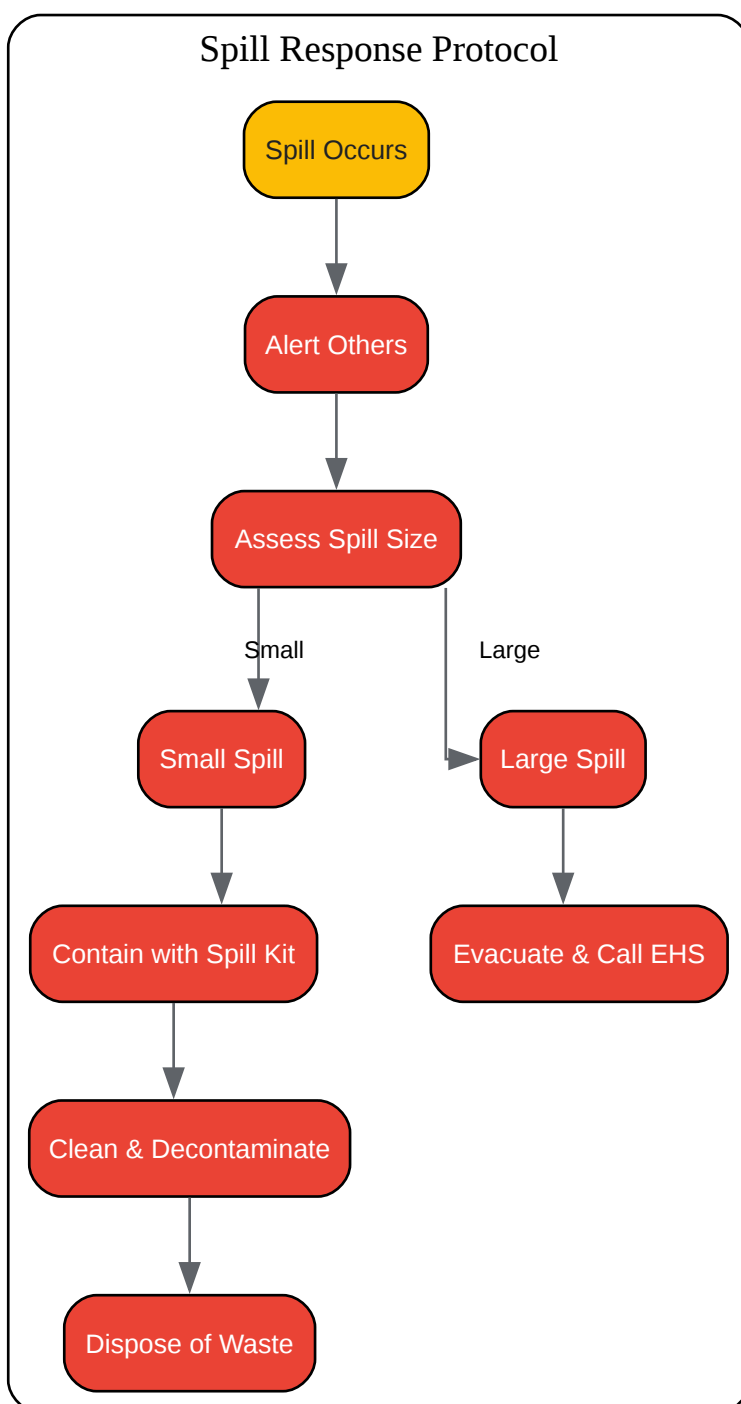 Spill Response Protocol
Spill Occurs
Alert Others
Assess Spill Size
Small
Large
Small Spill
Large Spill
Contain with Spill Kit
Evacuate & Call EHS
Clean & Decontaminate
Dispose of Waste